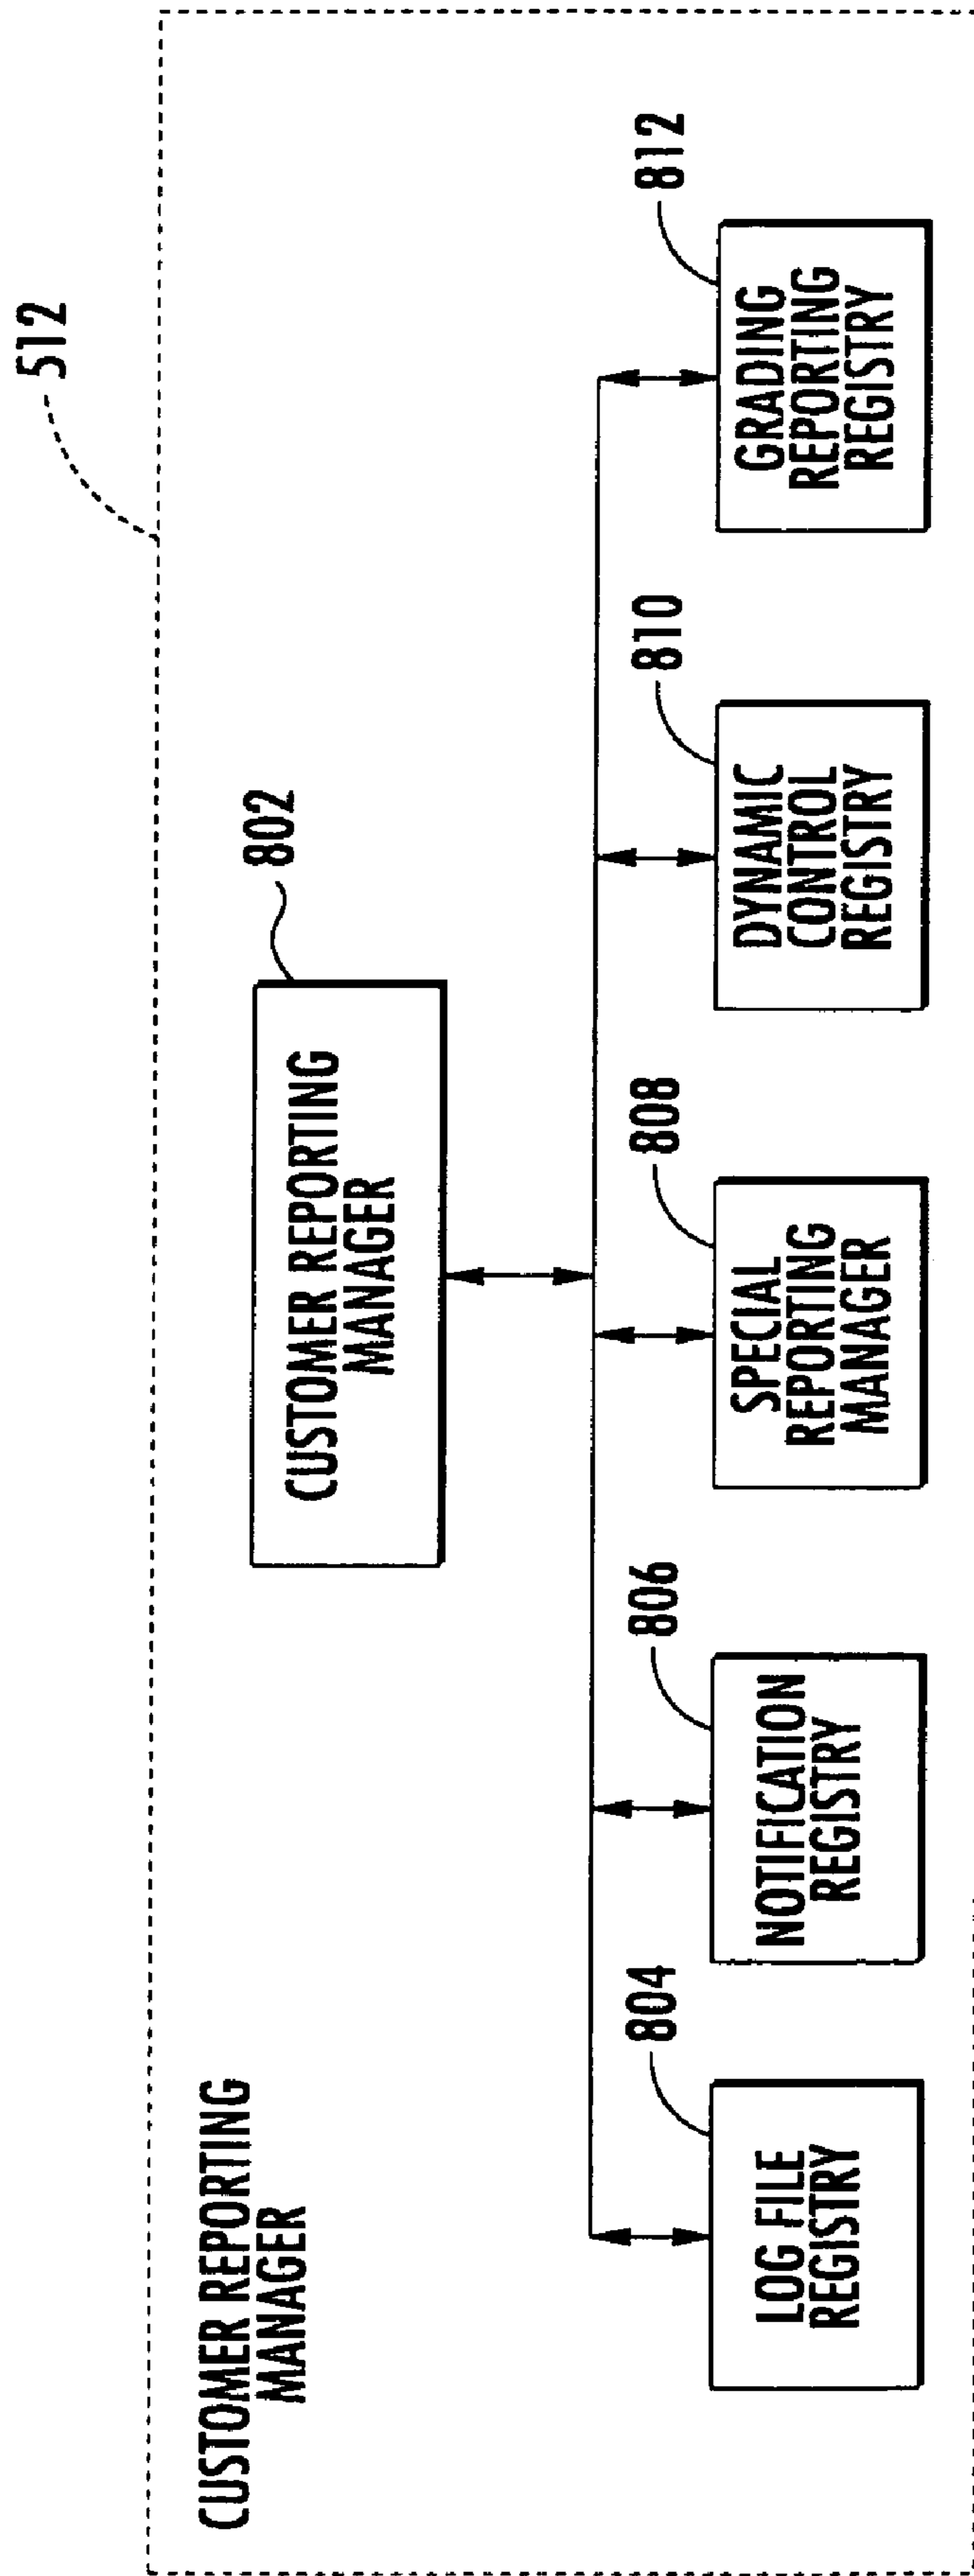 512
CUSTOMER REPORTING
MANAGER
802
CUSTOMER REPORTING
MANAGER
804
LOG FILE
REGISTRY
806
NOTIFICATION
REGISTRY
808
SPECIAL
REPORTING
MANAGER
810
DYNAMIC
CONTROL
REGISTRY
812
GRADING
REPORTING
REGISTRY